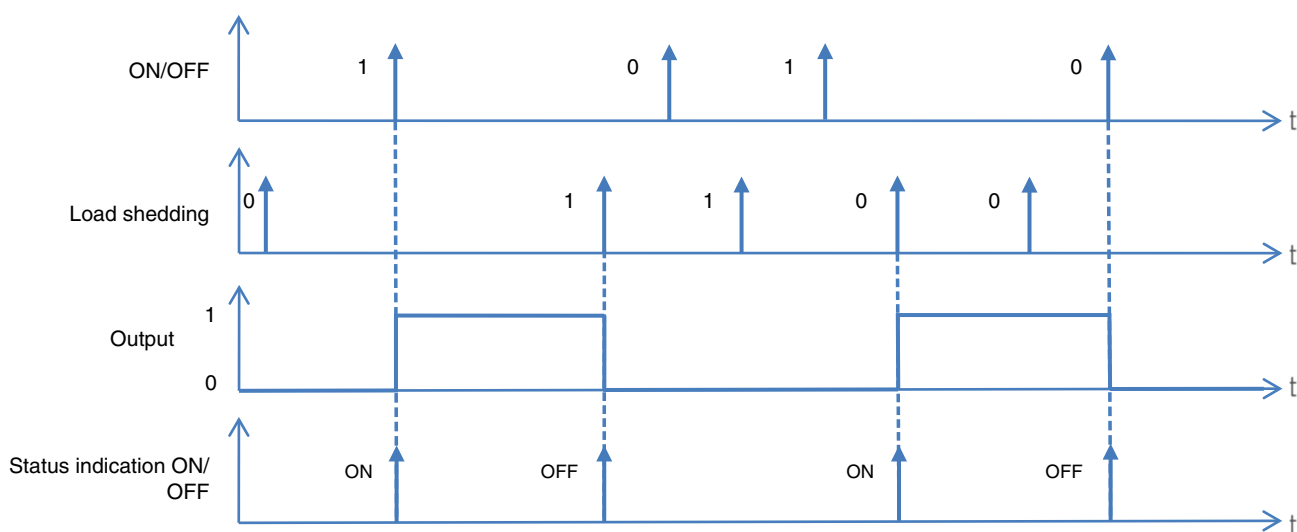 ON/OFF
1 0 1 0
t
Load shedding
0 1 1 0 0
t
Output
1
0
t
Status indication ON/
OFF
ON OFF ON OFF
t